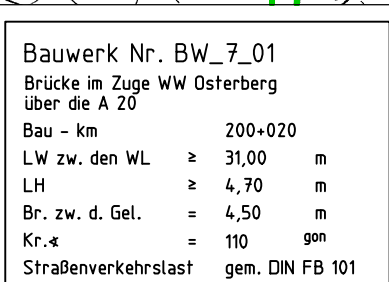 Bauwerk Nr. BW_7_01
Brücke im Zuge WW Osterberg
über die A 20
Bau - km 200+020
LW zw. den WL ≥ 31,00 m
LH ≥ 4,70 m
Br. zw. d. Gel. = 4,50 m
Kr.∢ = 110 gon
Straßenverkehrslast gem. DIN FB 101